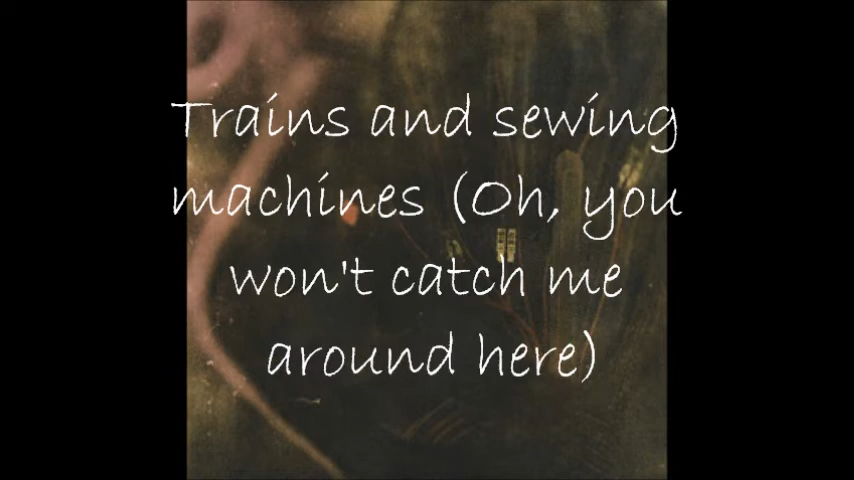 Trains and sewing
machines (Oh, you
won't catch me
around here)